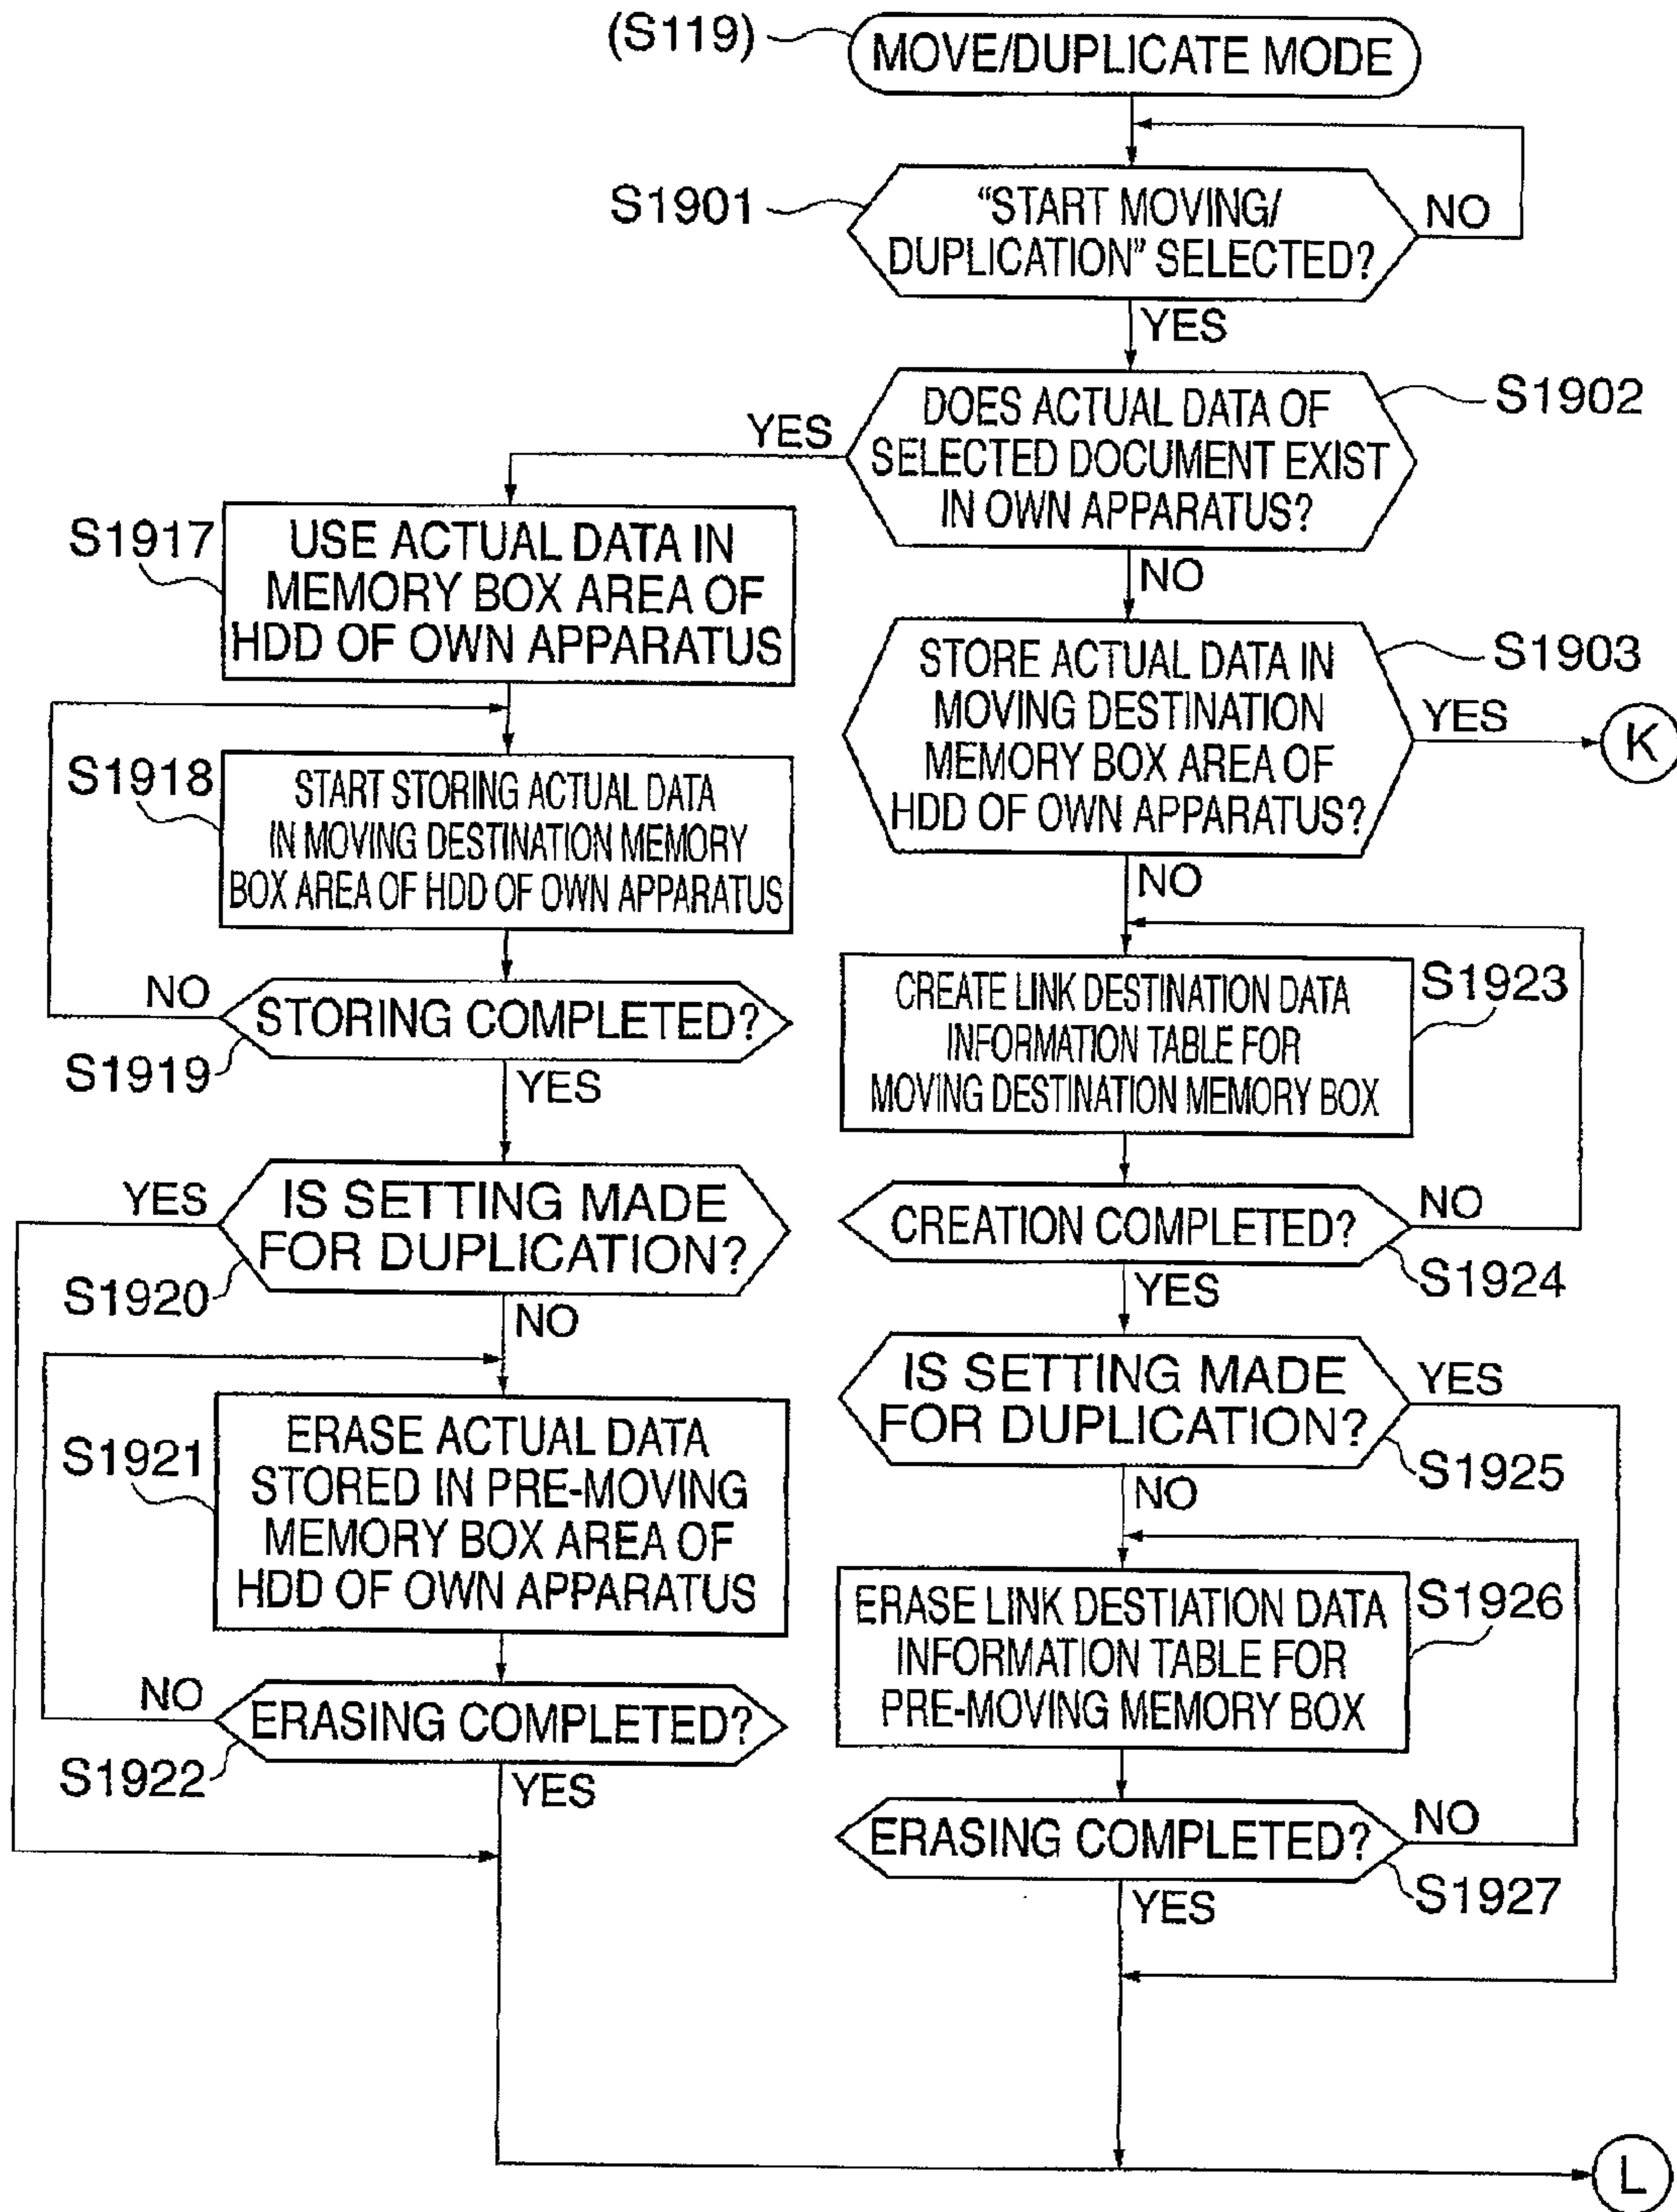 (S119)
MOVE/DUPLICATE MODE
S1901
“START MOVING/
DUPLICATION” SELECTED?
NO
YES
S1902
DOES ACTUAL DATA OF
SELECTED DOCUMENT EXIST
IN OWN APPARATUS?
YES
NO
S1917
USE ACTUAL DATA IN
MEMORY BOX AREA OF
HDD OF OWN APPARATUS
S1903
STORE ACTUAL DATA IN
MOVING DESTINATION
MEMORY BOX AREA OF
HDD OF OWN APPARATUS?
YES
K
NO
S1918
START STORING ACTUAL DATA
IN MOVING DESTINATION MEMORY
BOX AREA OF HDD OF OWN APPARATUS
NO
STORING COMPLETED?
S1919
YES
CREATE LINK DESTINATION DATA
INFORMATION TABLE FOR
MOVING DESTINATION MEMORY BOX
S1923
YES
IS SETTING MADE
FOR DUPLICATION?
S1920
NO
CREATION COMPLETED?
NO
S1924
YES
S1921
ERASE ACTUAL DATA
STORED IN PRE-MOVING
MEMORY BOX AREA OF
HDD OF OWN APPARATUS
IS SETTING MADE
FOR DUPLICATION?
YES
S1925
NO
NO
ERASING COMPLETED?
S1922
YES
ERASE LINK DESTIATION DATA
INFORMATION TABLE FOR
PRE-MOVING MEMORY BOX
S1926
ERASING COMPLETED?
NO
S1927
YES
L